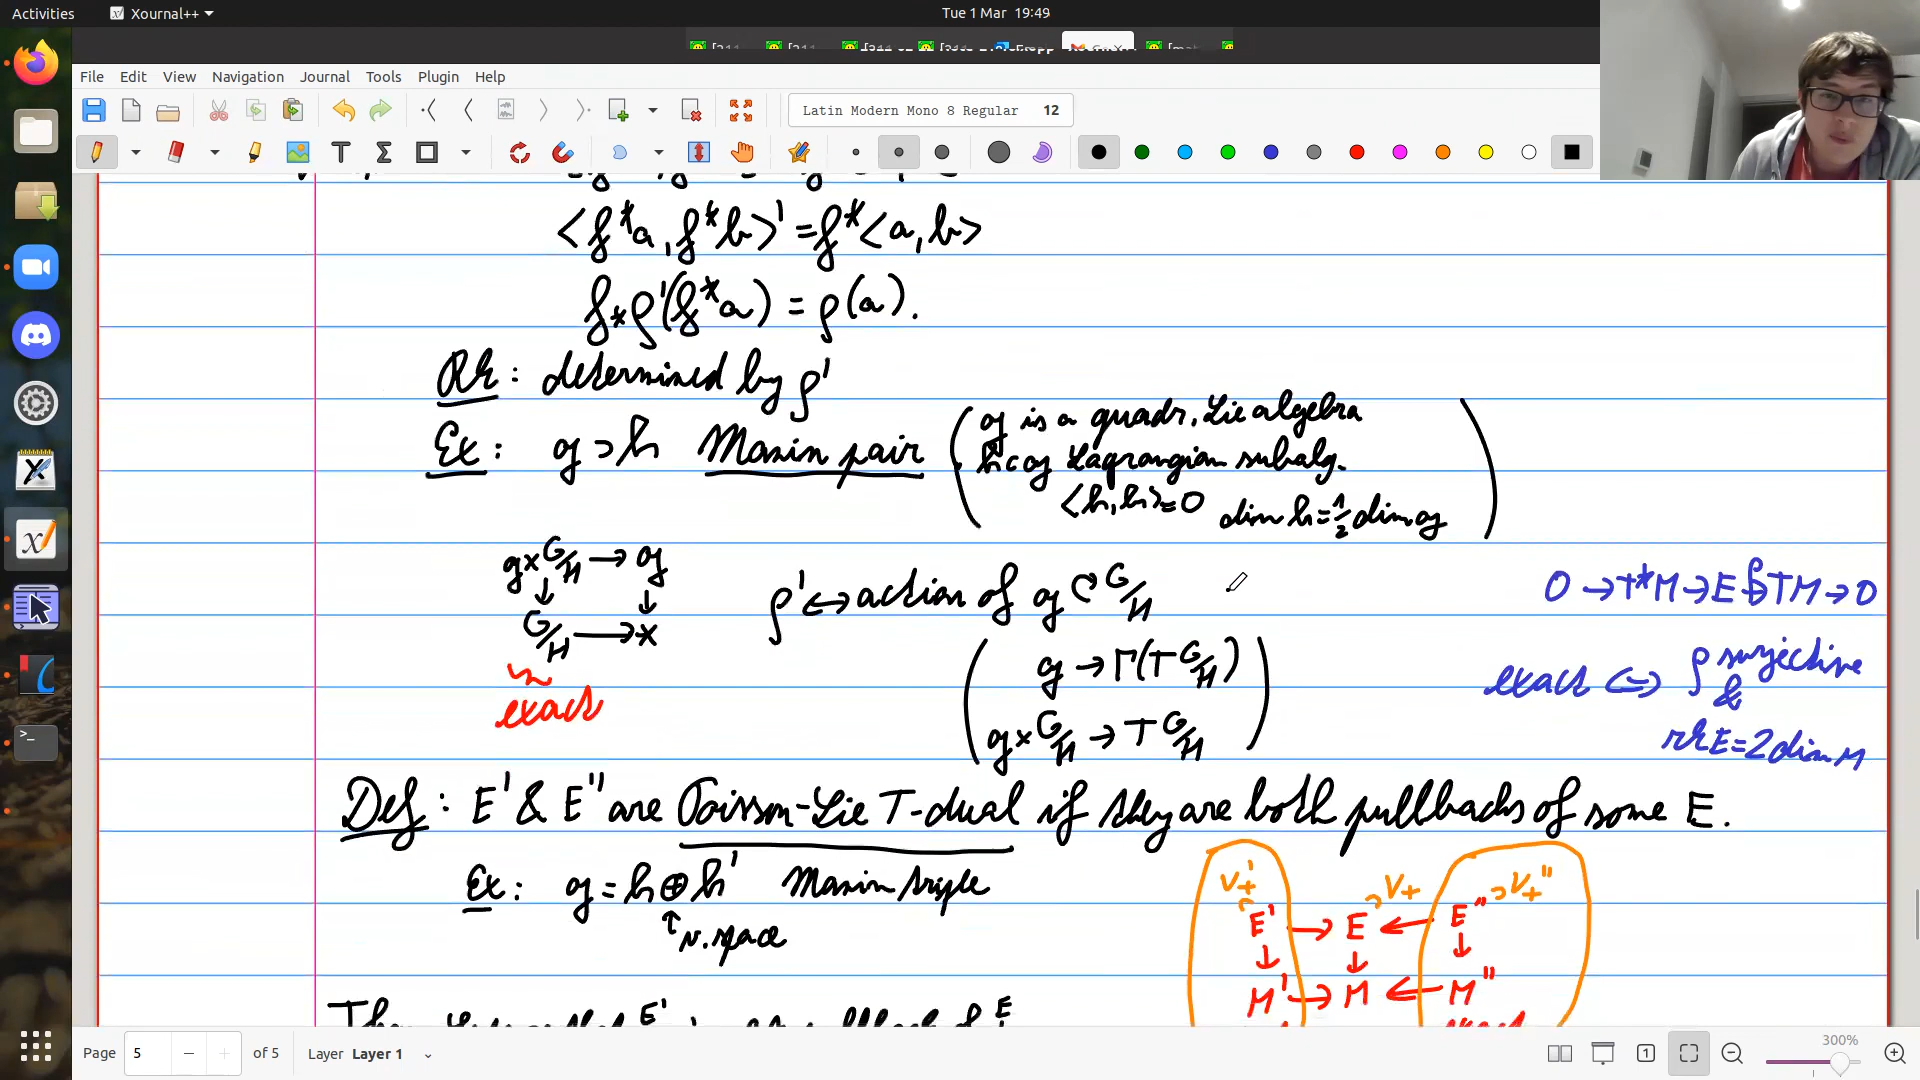 Activities Xournal++ Tue 1 Mar 19:49
File Edit View Navigation Journal Tools Plugin Help
Latin Modern Mono 8 Regular 12
<f*a, f*b>' = f*<a, b>
f⁎ρ'(f*a) = ρ(a).
Rk: determined by ρ'
Ex: g ⊃ h Manin pair
(g is a quadr. Lie algebra
h ⊂ g Lagrangian subalg.
<h, h> = 0 dim h = 1/2 dim g)
g × G/H → g
↓ ↓
G/H → *
exact
ρ' ↔ action of g ⟳ G/H
(g → Γ(T G/H)
g × G/H → T G/H)
0 → T*M → E →ρ TM → 0
exact ⇔ ρ surjective
&
rk E = 2 dim M
Def: E' & E'' are Poisson-Lie T-dual if they are both pullbacks of some E.
Ex: g = h ⊕ h' Manin triple
↑ v. space
V₊' ⊃ V₊ ⊃ V₊''
E' → E ← E''
↓ ↓ ↓
M' → M ← M''
exact
Page 5 of 5 Layer Layer 1 300%